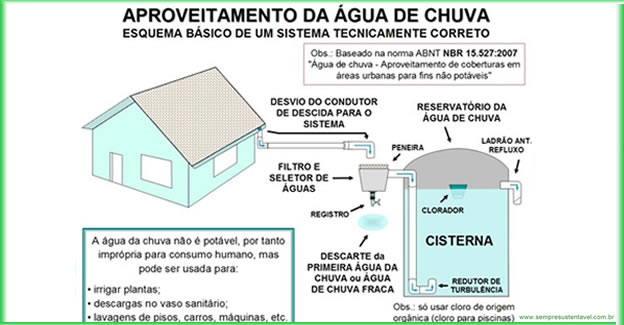 APROVEITAMENTO DA ÁGUA DE CHUVA
ESQUEMA BÁSICO DE UM SISTEMA TECNICAMENTE CORRETO
Obs.: Baseado na norma ABNT NBR 15.527:2007
"Água de chuva - Aproveitamento de coberturas em
áreas urbanas para fins não potáveis"
DESVIO DO CONDUTOR
DE DESCIDA PARA O
SISTEMA
RESERVATÓRIO DA
ÁGUA DE CHUVA
PENEIRA
LADRÃO ANT.
REFLUXO
FILTRO E
SELETOR DE
ÁGUAS
REGISTRO
CLORADOR
CISTERNA
DESCARTE da
PRIMEIRA ÁGUA DA
CHUVA ou ÁGUA
DE CHUVA FRACA
REDUTOR DE
TURBULÊNCIA
A água da chuva não é potável, por tanto
imprópria para consumo humano, mas
pode ser usada para:
• irrigar plantas;
• descargas no vaso sanitário;
• lavagens de pisos, carros, máquinas, etc.
Obs.: só usar cloro de origem
orgânica (cloro para piscinas)
www.sempresustentavel.com.br